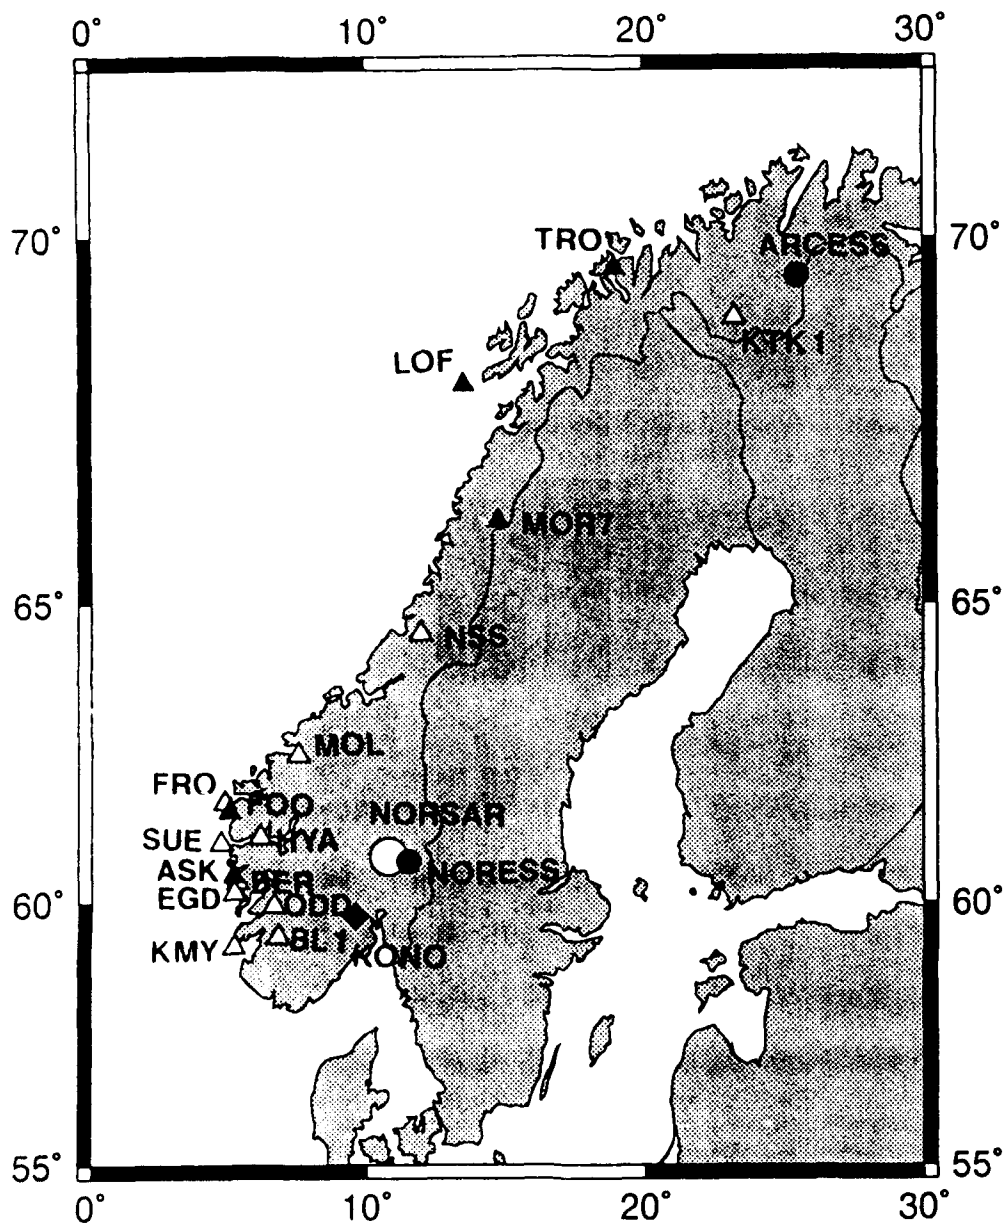 0° 10° 20° 30°
70° 70°
TRO
ARCESS
KTK1
LOF
MOR7
65° 65°
NSS
MOL
FRO
FOO
NORSAR
SUE
HYA
ASK
BER
NORESS
EGD
ODD
60° 60°
KMY
BL1
KONO
55° 55°
0° 10° 20° 30°